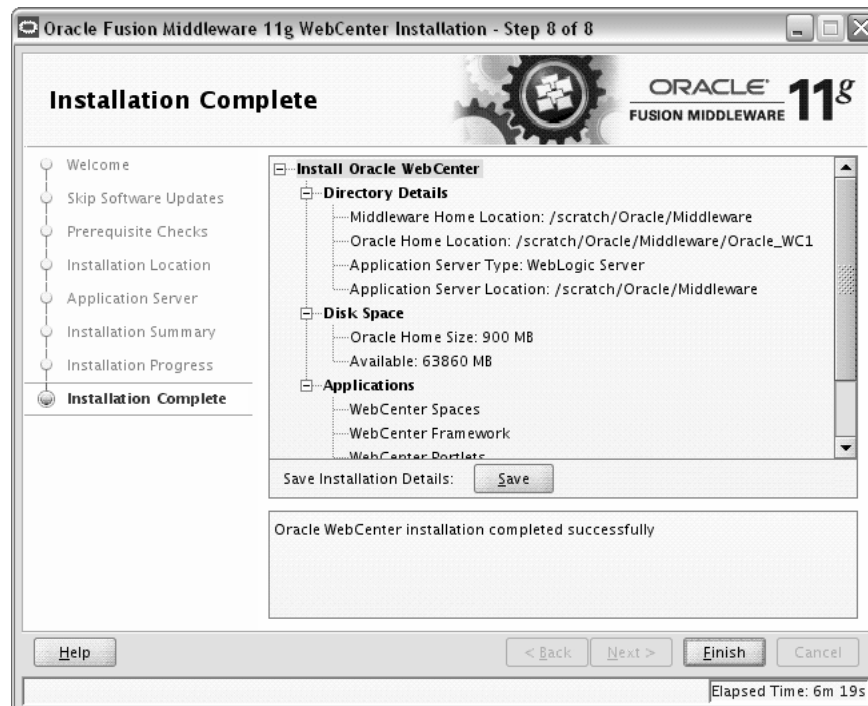 Oracle Fusion Middleware 11g WebCenter Installation - Step 8 of 8
Installation Complete
ORACLE
FUSION MIDDLEWARE 11g
Welcome
Skip Software Updates
Prerequisite Checks
Installation Location
Application Server
Installation Summary
Installation Progress
Installation Complete
Install Oracle WebCenter
Directory Details
Middleware Home Location: /scratch/Oracle/Middleware
Oracle Home Location: /scratch/Oracle/Middleware/Oracle_WC1
Application Server Type: WebLogic Server
Application Server Location: /scratch/Oracle/Middleware
Disk Space
Oracle Home Size: 900 MB
Available: 63860 MB
Applications
WebCenter Spaces
WebCenter Framework
WebCenter Portlets
Save Installation Details: Save
Oracle WebCenter installation completed successfully
Help < Back Next > Finish Cancel
Elapsed Time: 6m 19s